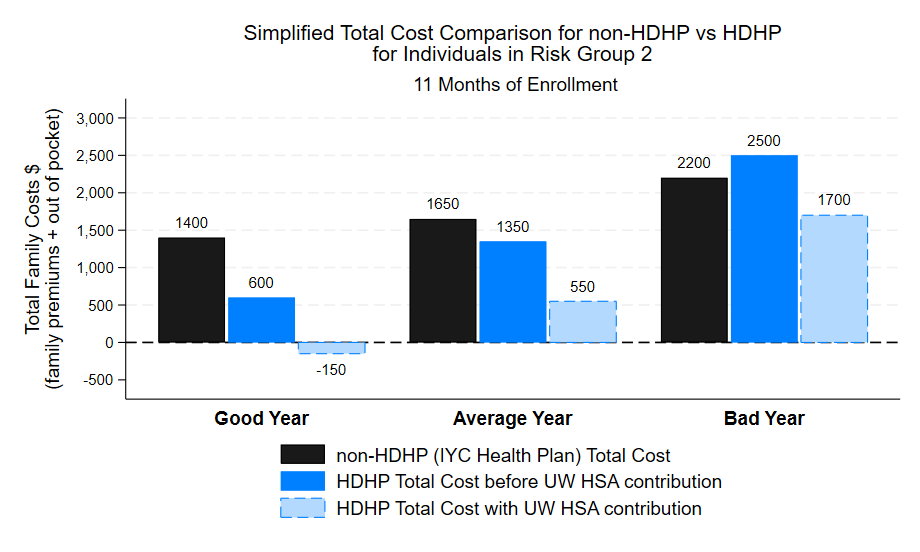 Simplified Total Cost Comparison for non-HDHP vs HDHP
for Individuals in Risk Group 2
11 Months of Enrollment
Total Family Costs $
(family premiums + out of pocket)
3,000
2,500
2,000
1,500
1,000
500
0
-500
1400
600
-150
1650
1350
550
2200
2500
1700
Good Year
Average Year
Bad Year
non-HDHP (IYC Health Plan) Total Cost
HDHP Total Cost before UW HSA contribution
HDHP Total Cost with UW HSA contribution